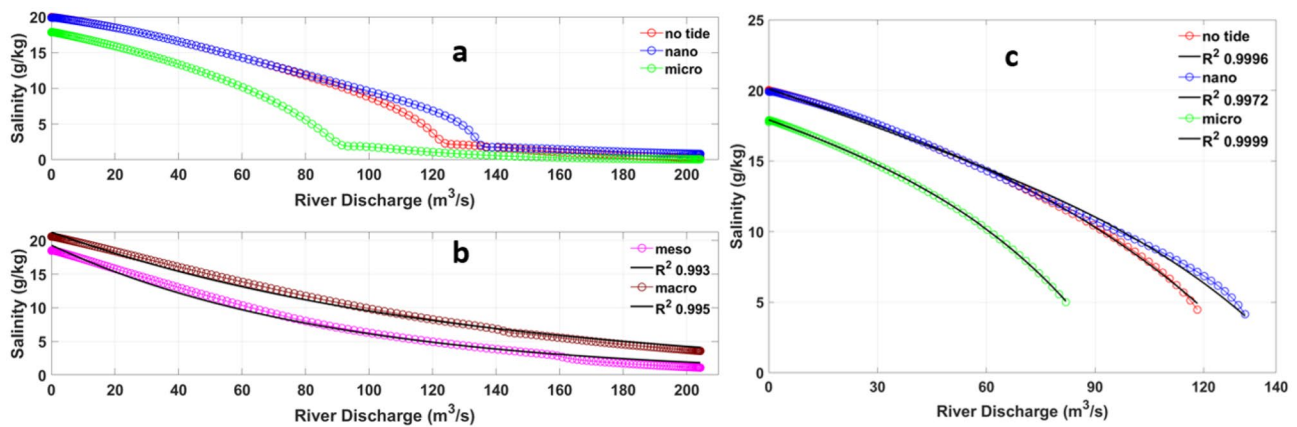 a
Salinity (g/kg)
20
15
10
5
0
no tide
nano
micro
0 20 40 60 80 100 120 140 160 180 200
River Discharge (m³/s)
b
Salinity (g/kg)
20
15
10
5
0
meso
R² 0.993
macro
R² 0.995
0 20 40 60 80 100 120 140 160 180 200
River Discharge (m³/s)
c
Salinity (g/kg)
25
20
15
10
5
0
no tide
R² 0.9996
nano
R² 0.9972
micro
R² 0.9999
0 30 60 90 120 140
River Discharge (m³/s)